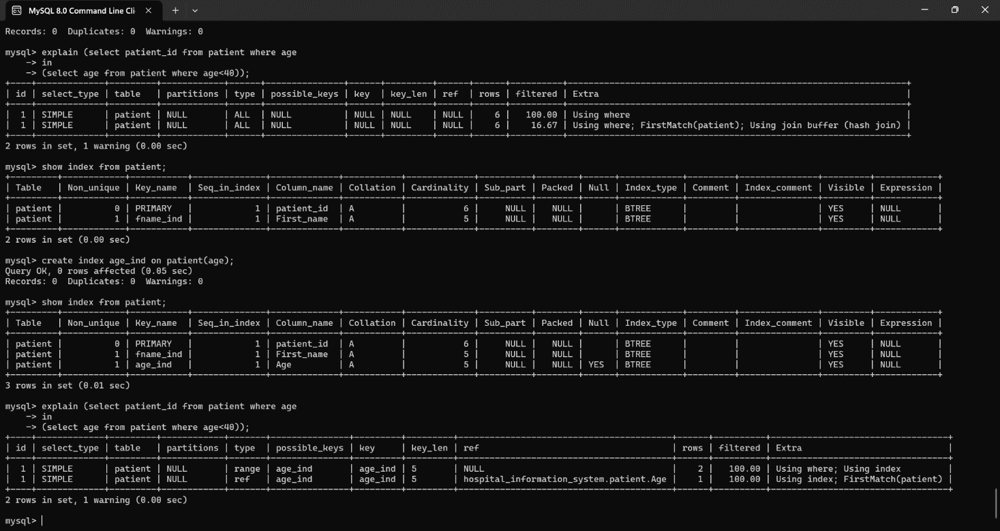 MySQL 8.0 Command Line Cli
Records: 0  Duplicates: 0  Warnings: 0
mysql> explain (select patient_id from patient where age
    -> in
    -> (select age from patient where age<40));
| id | select_type | table   | partitions | type | possible_keys | key  | key_len | ref  | rows | filtered | Extra                                                          |
|  1 | SIMPLE      | patient | NULL       | ALL  | NULL          | NULL | NULL    | NULL |    6 |   100.00 | Using where                                                    |
|  1 | SIMPLE      | patient | NULL       | ALL  | NULL          | NULL | NULL    | NULL |    6 |    16.67 | Using where; FirstMatch(patient); Using join buffer (hash join) |
2 rows in set, 1 warning (0.00 sec)
mysql> show index from patient;
| Table   | Non_unique | Key_name  | Seq_in_index | Column_name | Collation | Cardinality | Sub_part | Packed | Null | Index_type | Comment | Index_comment | Visible | Expression |
| patient |          0 | PRIMARY   |            1 | patient_id  | A         |           6 |     NULL |   NULL |      | BTREE      |         |               | YES     | NULL       |
| patient |          1 | fname_ind |            1 | First_name  | A         |           5 |     NULL |   NULL |      | BTREE      |         |               | YES     | NULL       |
2 rows in set (0.00 sec)
mysql> create index age_ind on patient(age);
Query OK, 0 rows affected (0.05 sec)
Records: 0  Duplicates: 0  Warnings: 0
mysql> show index from patient;
| Table   | Non_unique | Key_name  | Seq_in_index | Column_name | Collation | Cardinality | Sub_part | Packed | Null | Index_type | Comment | Index_comment | Visible | Expression |
| patient |          0 | PRIMARY   |            1 | patient_id  | A         |           6 |     NULL |   NULL |      | BTREE      |         |               | YES     | NULL       |
| patient |          1 | fname_ind |            1 | First_name  | A         |           5 |     NULL |   NULL |      | BTREE      |         |               | YES     | NULL       |
| patient |          1 | age_ind   |            1 | Age         | A         |           5 |     NULL |   NULL | YES  | BTREE      |         |               | YES     | NULL       |
3 rows in set (0.01 sec)
mysql> explain (select patient_id from patient where age
    -> in
    -> (select age from patient where age<40));
| id | select_type | table   | partitions | type  | possible_keys | key     | key_len | ref                                     | rows | filtered | Extra                            |
|  1 | SIMPLE      | patient | NULL       | range | age_ind       | age_ind | 5       | NULL                                    |    2 |   100.00 | Using where; Using index         |
|  1 | SIMPLE      | patient | NULL       | ref   | age_ind       | age_ind | 5       | hospital_information_system.patient.Age |    1 |   100.00 | Using index; FirstMatch(patient) |
2 rows in set, 1 warning (0.00 sec)
mysql>